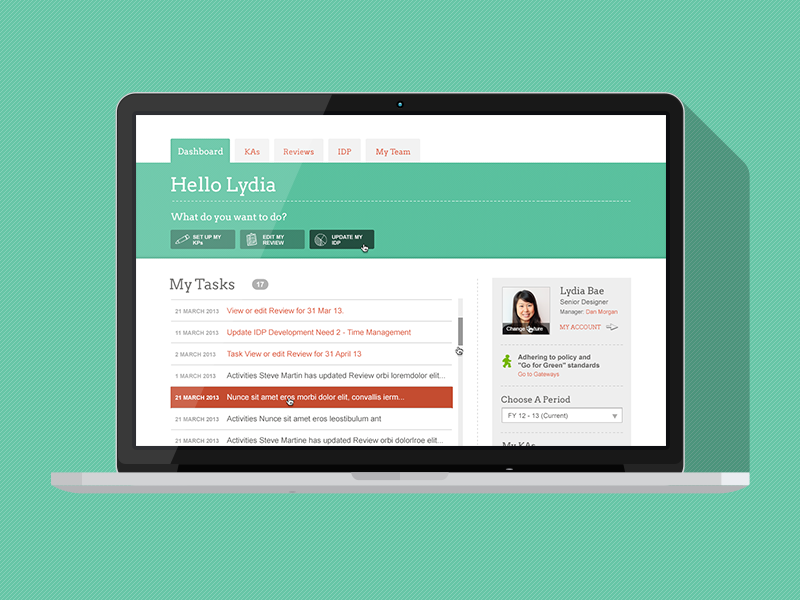 Dashboard KAs Reviews IDP My Team
Hello Lydia
What do you want to do?
SET UP MY KPs
EDIT MY REVIEW
UPDATE MY IDP
My Tasks 17
21 MARCH 2013 View or edit Review for 31 Mar 13.
11 MARCH 2013 Update IDP Development Need 2 - Time Management
2 MARCH 2013 Task View or edit Review for 31 April 13
1 MARCH 2013 Activities Steve Martin has updated Review orbi loremdolor elit...
21 MARCH 2013 Nunce sit amet eros morbi dolor elit, convallis ierm...
21 MARCH 2013 Activities Nunce sit amet eros leostibulum ant
21 MARCH 2013 Activities Steve Martine has updated Review orbi dolorlroe elit...
Lydia Bae
Senior Designer
Manager: Dan Morgan
MY ACCOUNT
Change
Adhering to policy and
"Go for Green" standards
Go to Gateways
Choose A Period
FY 12 - 13 (Current)
My KAs